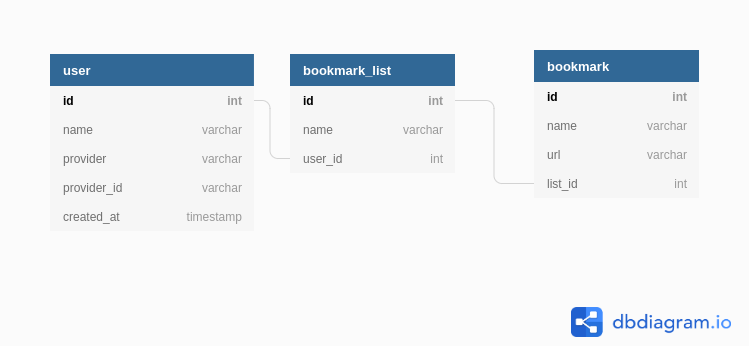 user
id int
name varchar
provider varchar
provider_id varchar
created_at timestamp
bookmark_list
id int
name varchar
user_id int
bookmark
id int
name varchar
url varchar
list_id int
dbdiagram.io